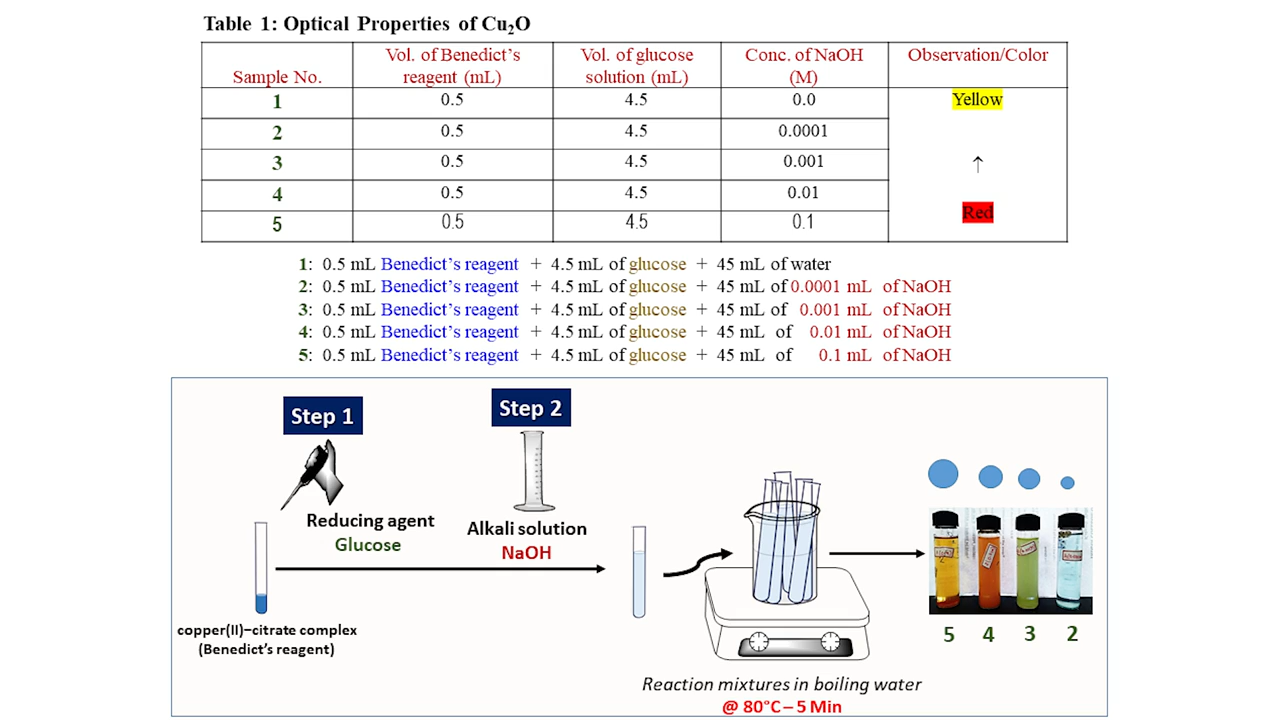 Table 1: Optical Properties of Cu₂O
Sample No. Vol. of Benedict's reagent (mL) Vol. of glucose solution (mL) Conc. of NaOH (M) Observation/Color
1 0.5 4.5 0.0 Yellow
2 0.5 4.5 0.0001
3 0.5 4.5 0.001 ↑
4 0.5 4.5 0.01
5 0.5 4.5 0.1 Red
1: 0.5 mL Benedict's reagent + 4.5 mL of glucose + 45 mL of water
2: 0.5 mL Benedict's reagent + 4.5 mL of glucose + 45 mL of 0.0001 mL of NaOH
3: 0.5 mL Benedict's reagent + 4.5 mL of glucose + 45 mL of 0.001 mL of NaOH
4: 0.5 mL Benedict's reagent + 4.5 mL of glucose + 45 mL of 0.01 mL of NaOH
5: 0.5 mL Benedict's reagent + 4.5 mL of glucose + 45 mL of 0.1 mL of NaOH
Step 1
Step 2
Reducing agent
Glucose
Alkali solution
NaOH
copper(II)–citrate complex
(Benedict's reagent)
5 4 3 2
Reaction mixtures in boiling water
@ 80°C – 5 Min